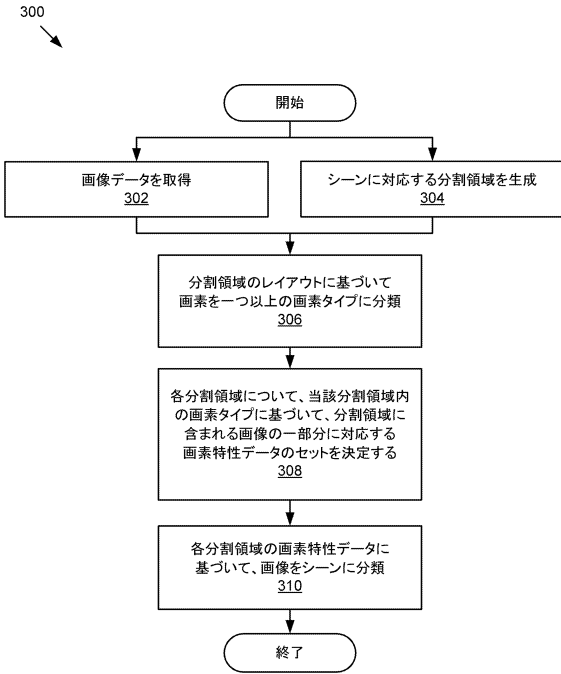 300
開始
画像データを取得
302
シーンに対応する分割領域を生成
304
分割領域のレイアウトに基づいて
画素を一つ以上の画素タイプに分類
306
各分割領域について、当該分割領域内
の画素タイプに基づいて、分割領域に
含まれる画像の一部分に対応する
画素特性データのセットを決定する
308
各分割領域の画素特性データに
基づいて、画像をシーンに分類
310
終了